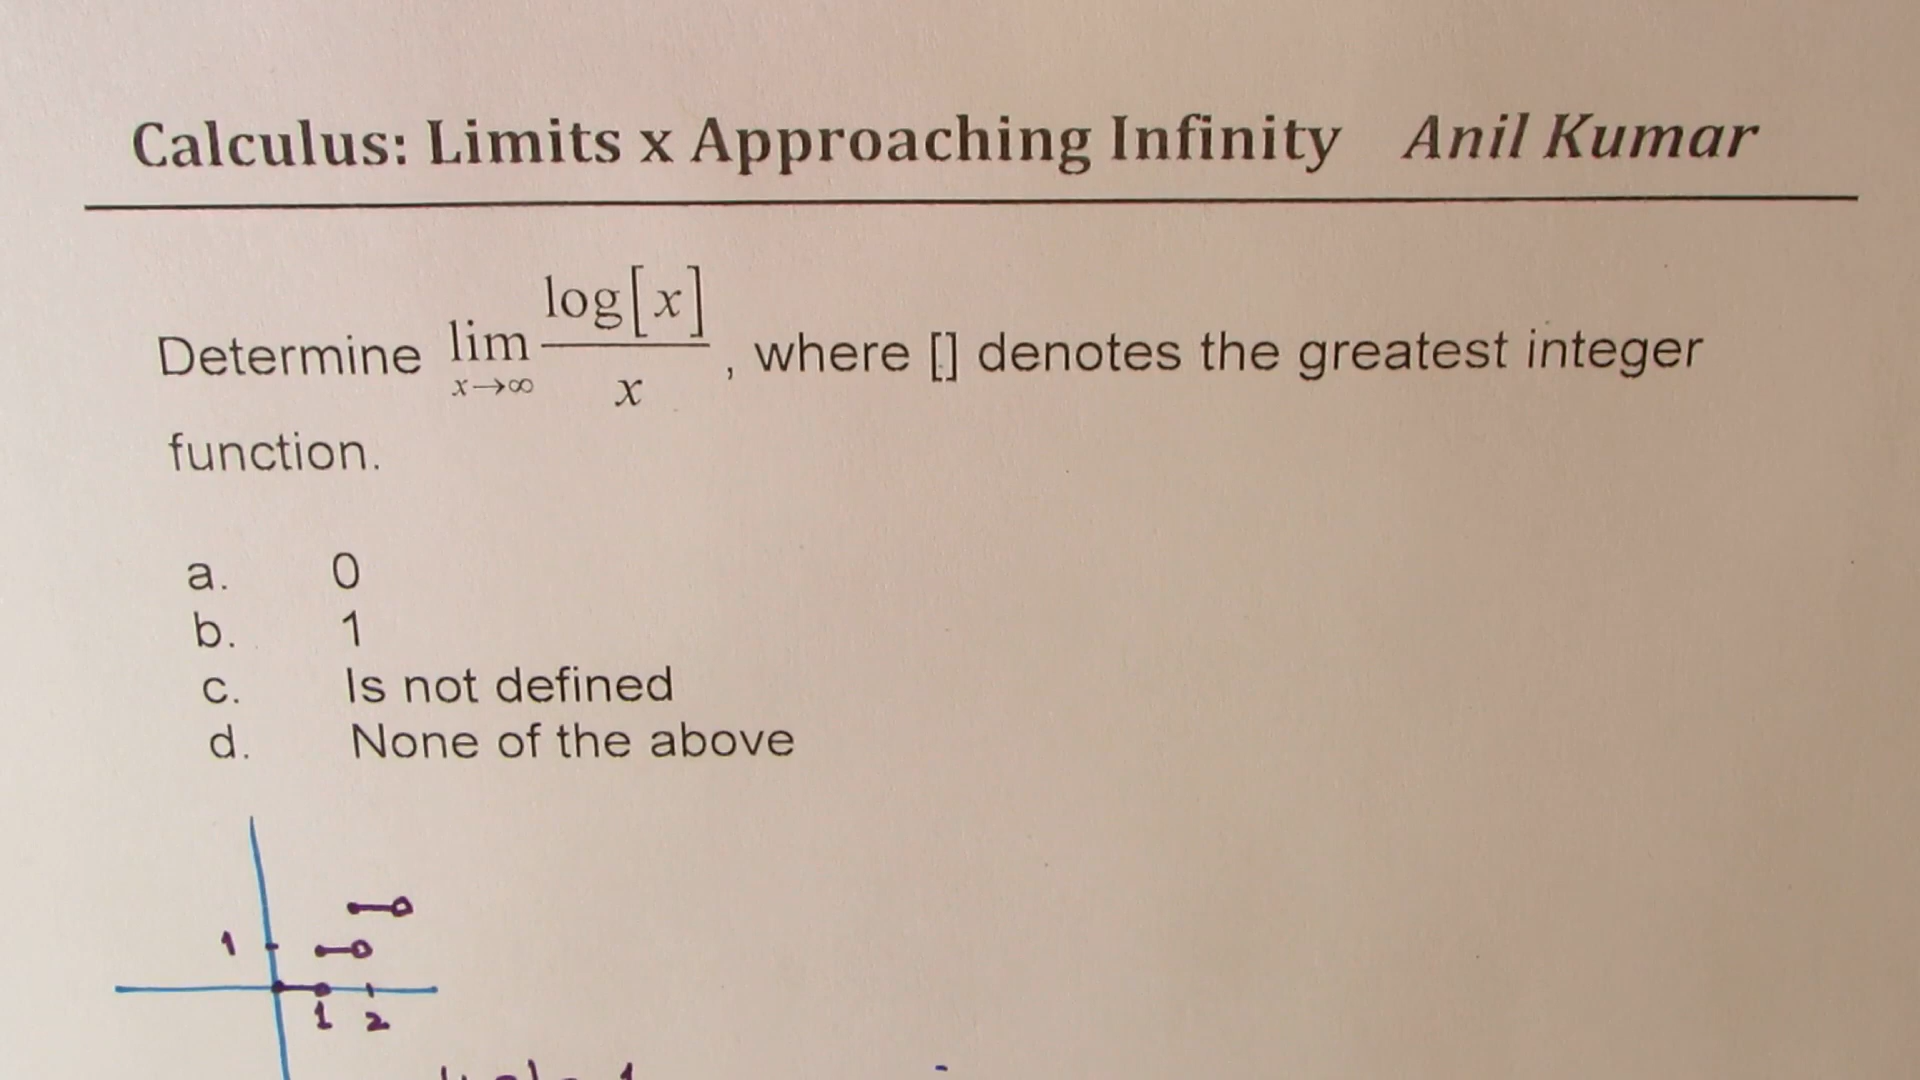 Calculus: Limits x Approaching Infinity Anil Kumar
Determine lim x→∞ log[x] / x , where [] denotes the greatest integer
function.
a. 0
b. 1
c. Is not defined
d. None of the above
1
1 2